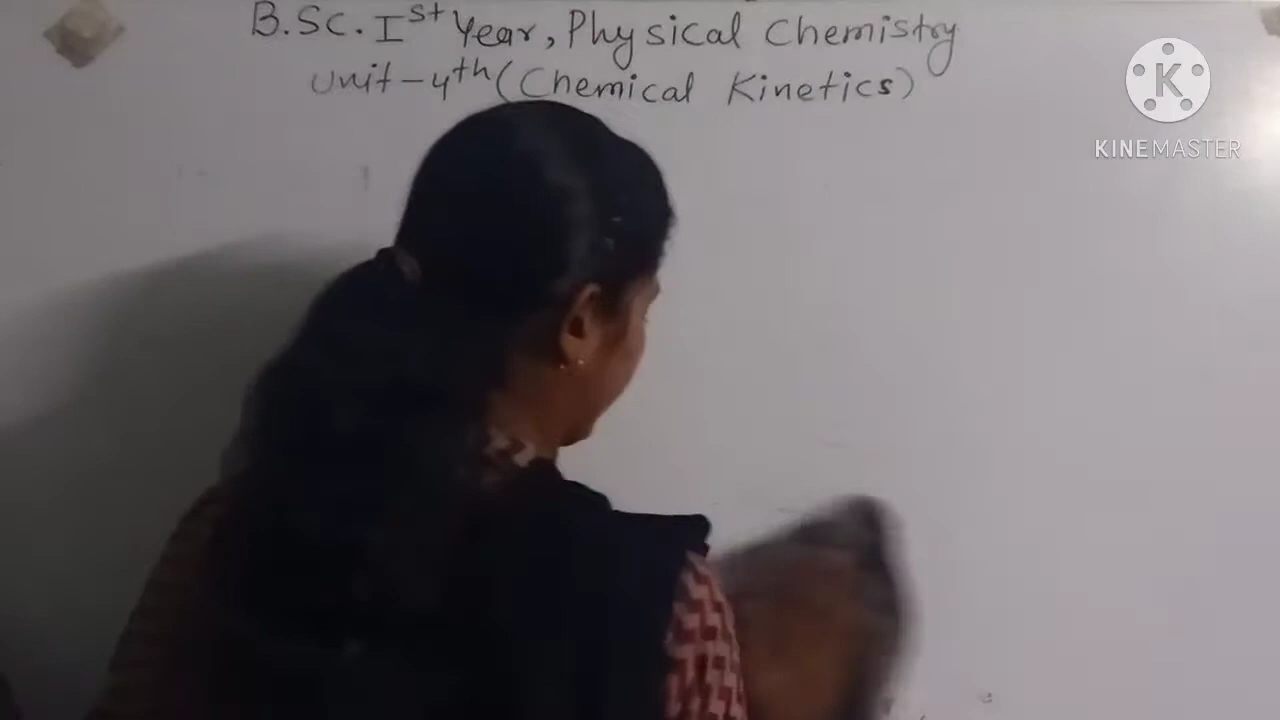 B.Sc. Ist Year, Physical Chemistry
Unit-4th (Chemical Kinetics)
K
KINEMASTER